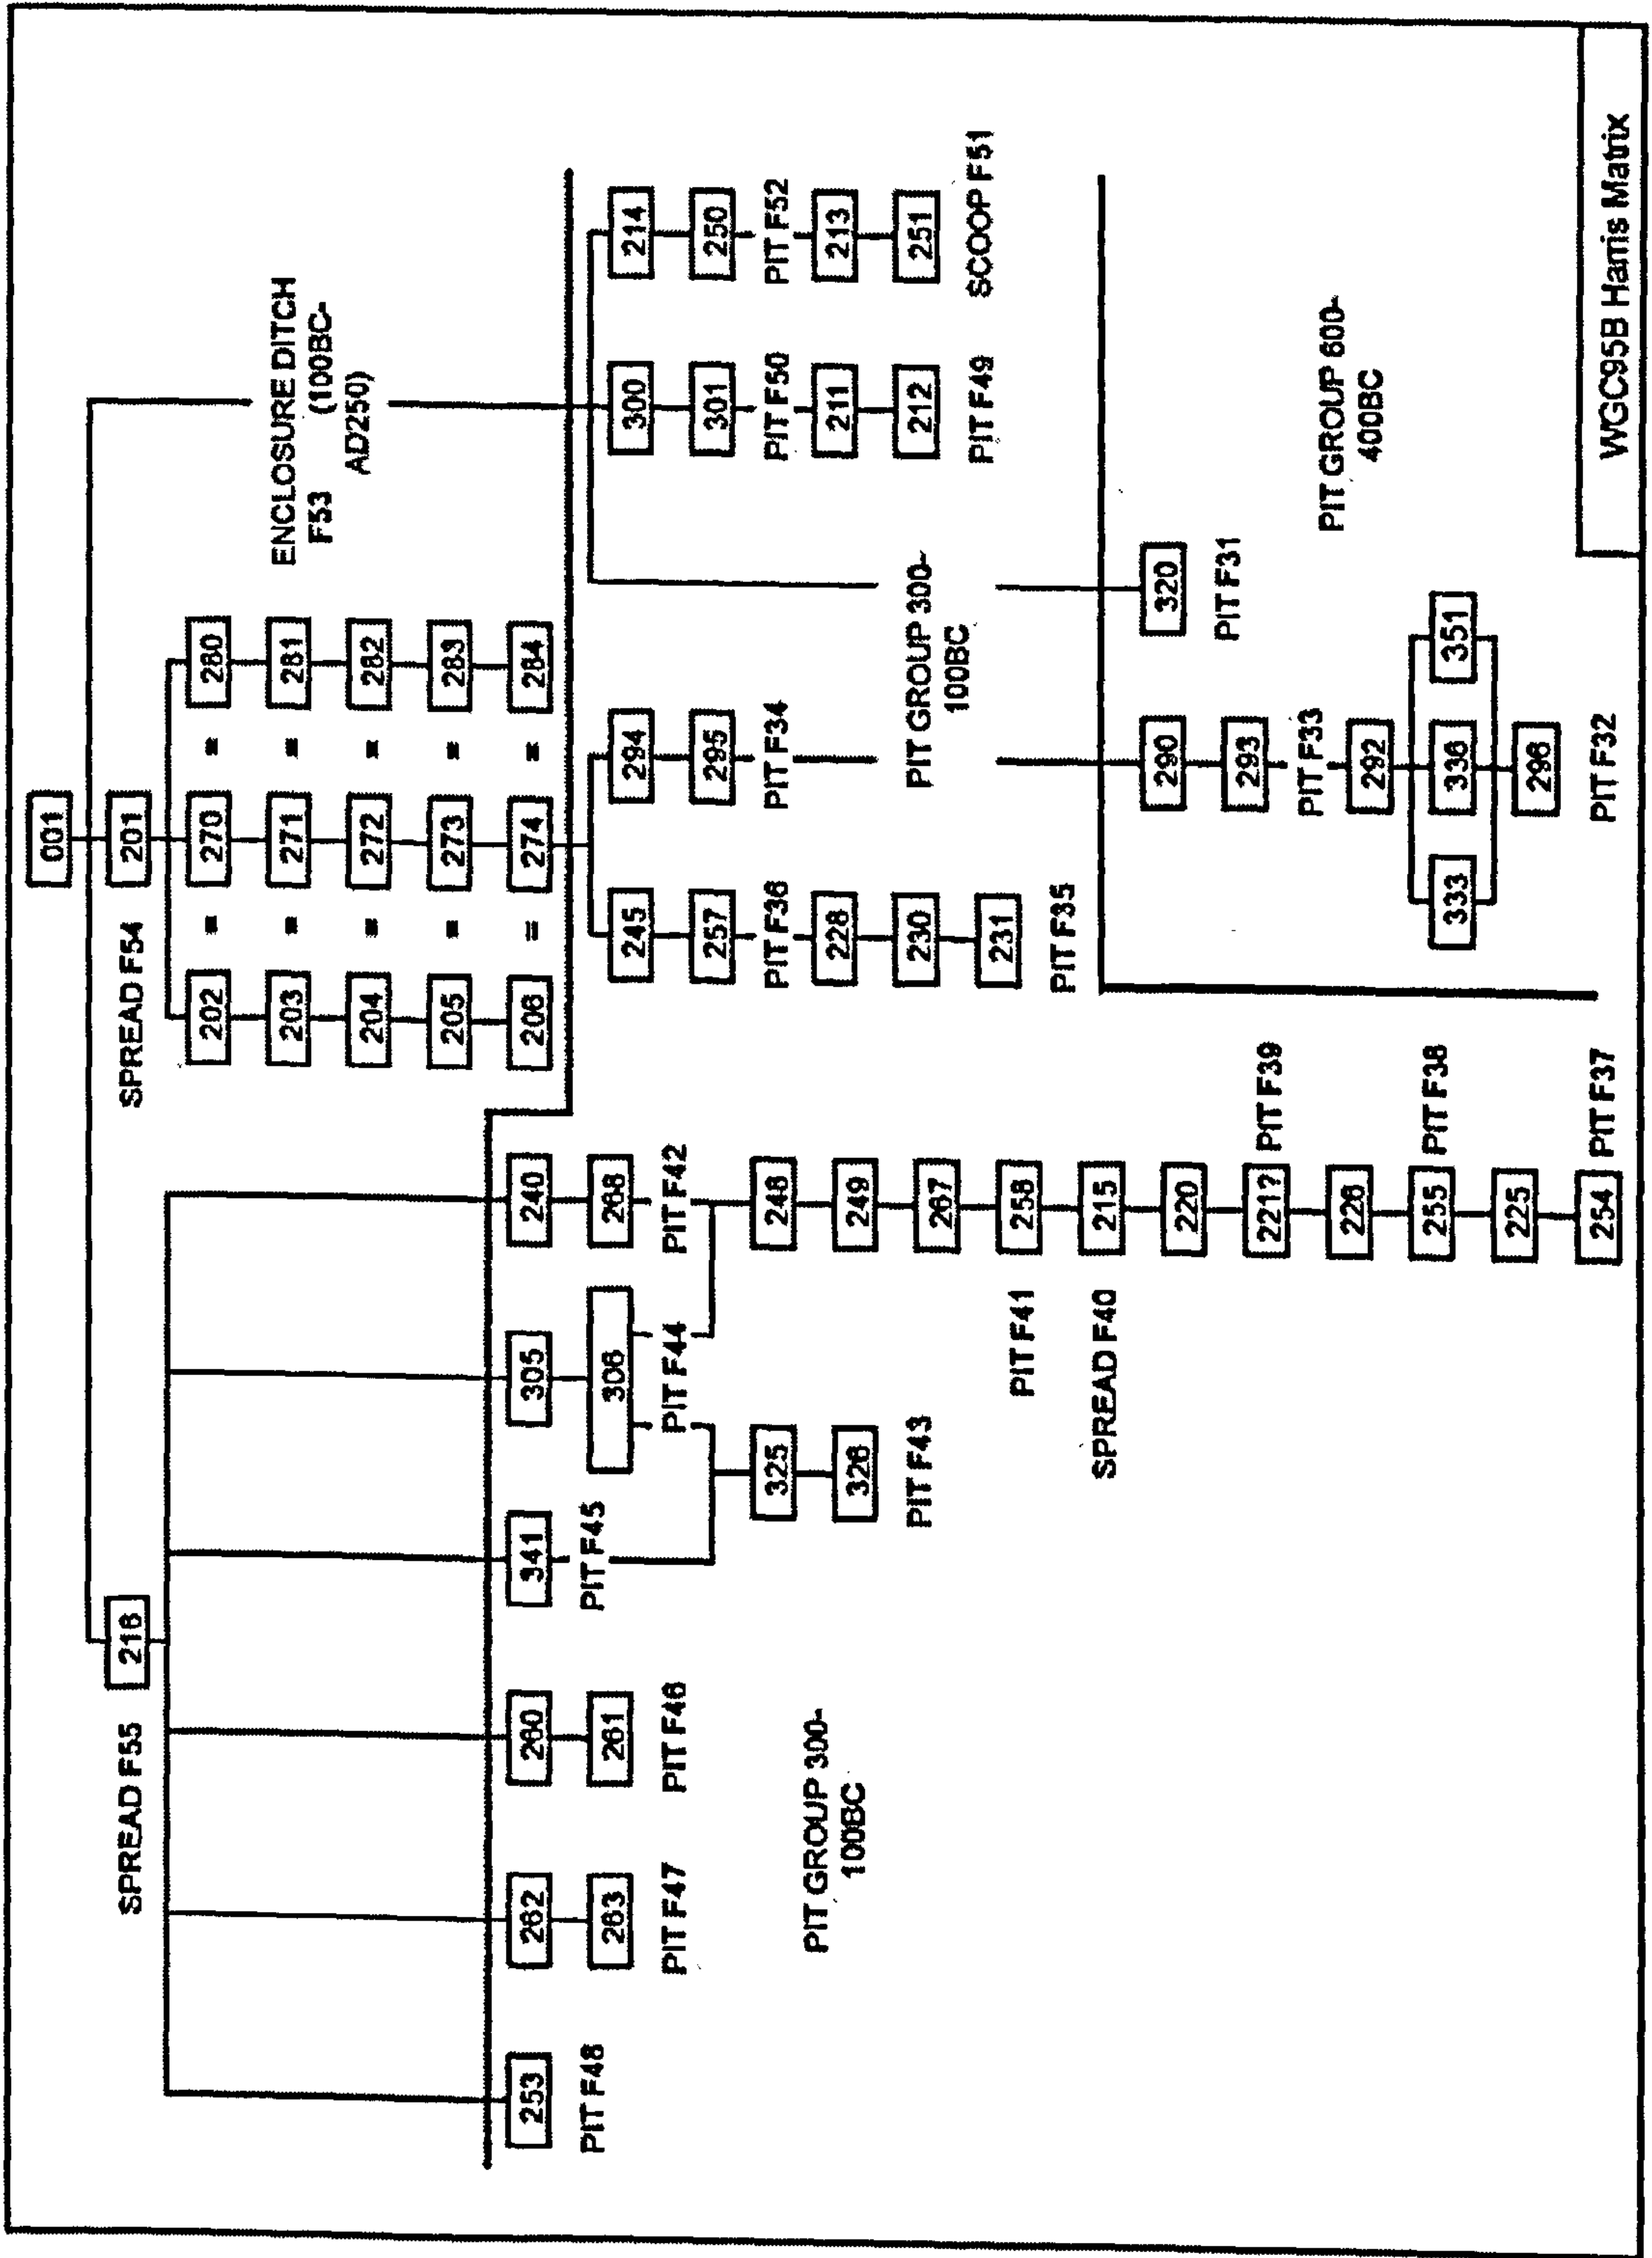 001
SPREAD F55 216 SPREAD F54 201
202 = 270 = 280
ENCLOSURE DITCH
F53 (100BC-
AD250)
203 = 271 = 281
204 = 272 = 282
205 = 273 = 283
206 = 274 = 284
253 262 260 341 305 240
PIT F48 PIT F45
263 261 306 268
PIT F47 PIT F46 PIT F44 PIT F42
245 294 300 214
257 295 301 250
PIT F36 PIT F34 PIT F50 PIT F52
325 248
PIT GROUP 300-
100BC
326 249
228 211 213
PIT F43 267
230 212 251
PIT GROUP 300-
100BC
PIT F49 SCOOP F51
231
PIT F35
PIT F41 258
SPREAD F40 215
220
221? PIT F39
226
255 PIT F38
225
254 PIT F37
290 320
PIT F31
293
PIT F33
PIT GROUP 600-
400BC
292
333 336 351
296
PIT F32
WGC95B Harris Matrix